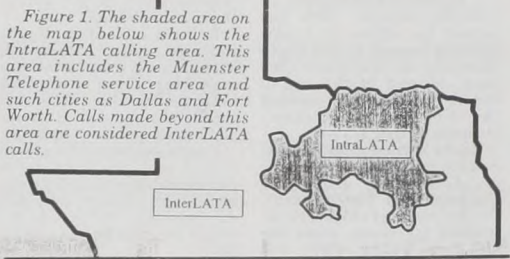 Figure 1. The shaded area on
the map below shows the
IntraLATA calling area. This
area includes the Muenster
Telephone service area and
such cities as Dallas and Fort
Worth. Calls made beyond this
area are considered InterLATA
calls.
IntraLATA
InterLATA